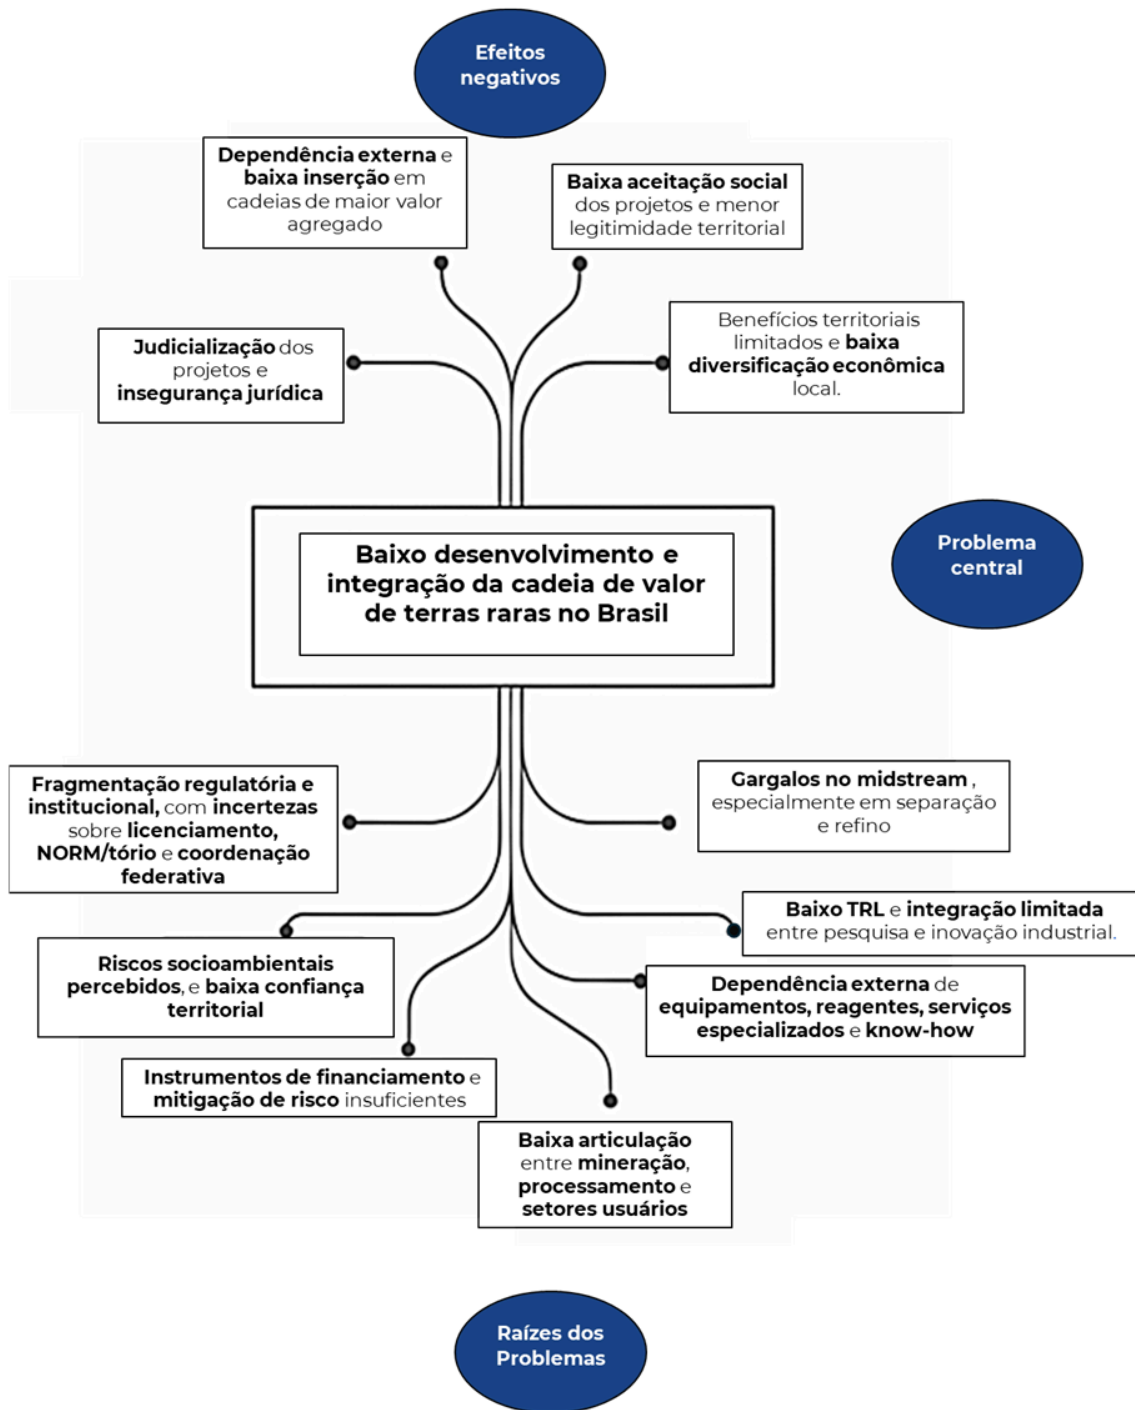 Efeitos
negativos
Dependência externa e
baixa inserção em
cadeias de maior valor
agregado
Baixa aceitação social
dos projetos e menor
legitimidade territorial
Judicialização dos
projetos e
insegurança jurídica
Benefícios territoriais
limitados e baixa
diversificação econômica
local.
Baixo desenvolvimento e
integração da cadeia de valor
de terras raras no Brasil
Problema
central
Fragmentação regulatória e
institucional, com incertezas
sobre licenciamento,
NORM/tório e coordenação
federativa
Gargalos no midstream ,
especialmente em separação
e refino
Baixo TRL e integração limitada
entre pesquisa e inovação industrial.
Riscos socioambientais
percebidos, e baixa confiança
territorial
Dependência externa de
equipamentos, reagentes, serviços
especializados e know-how
Instrumentos de financiamento e
mitigação de risco insuficientes
Baixa articulação
entre mineração,
processamento e
setores usuários
Raízes dos
Problemas